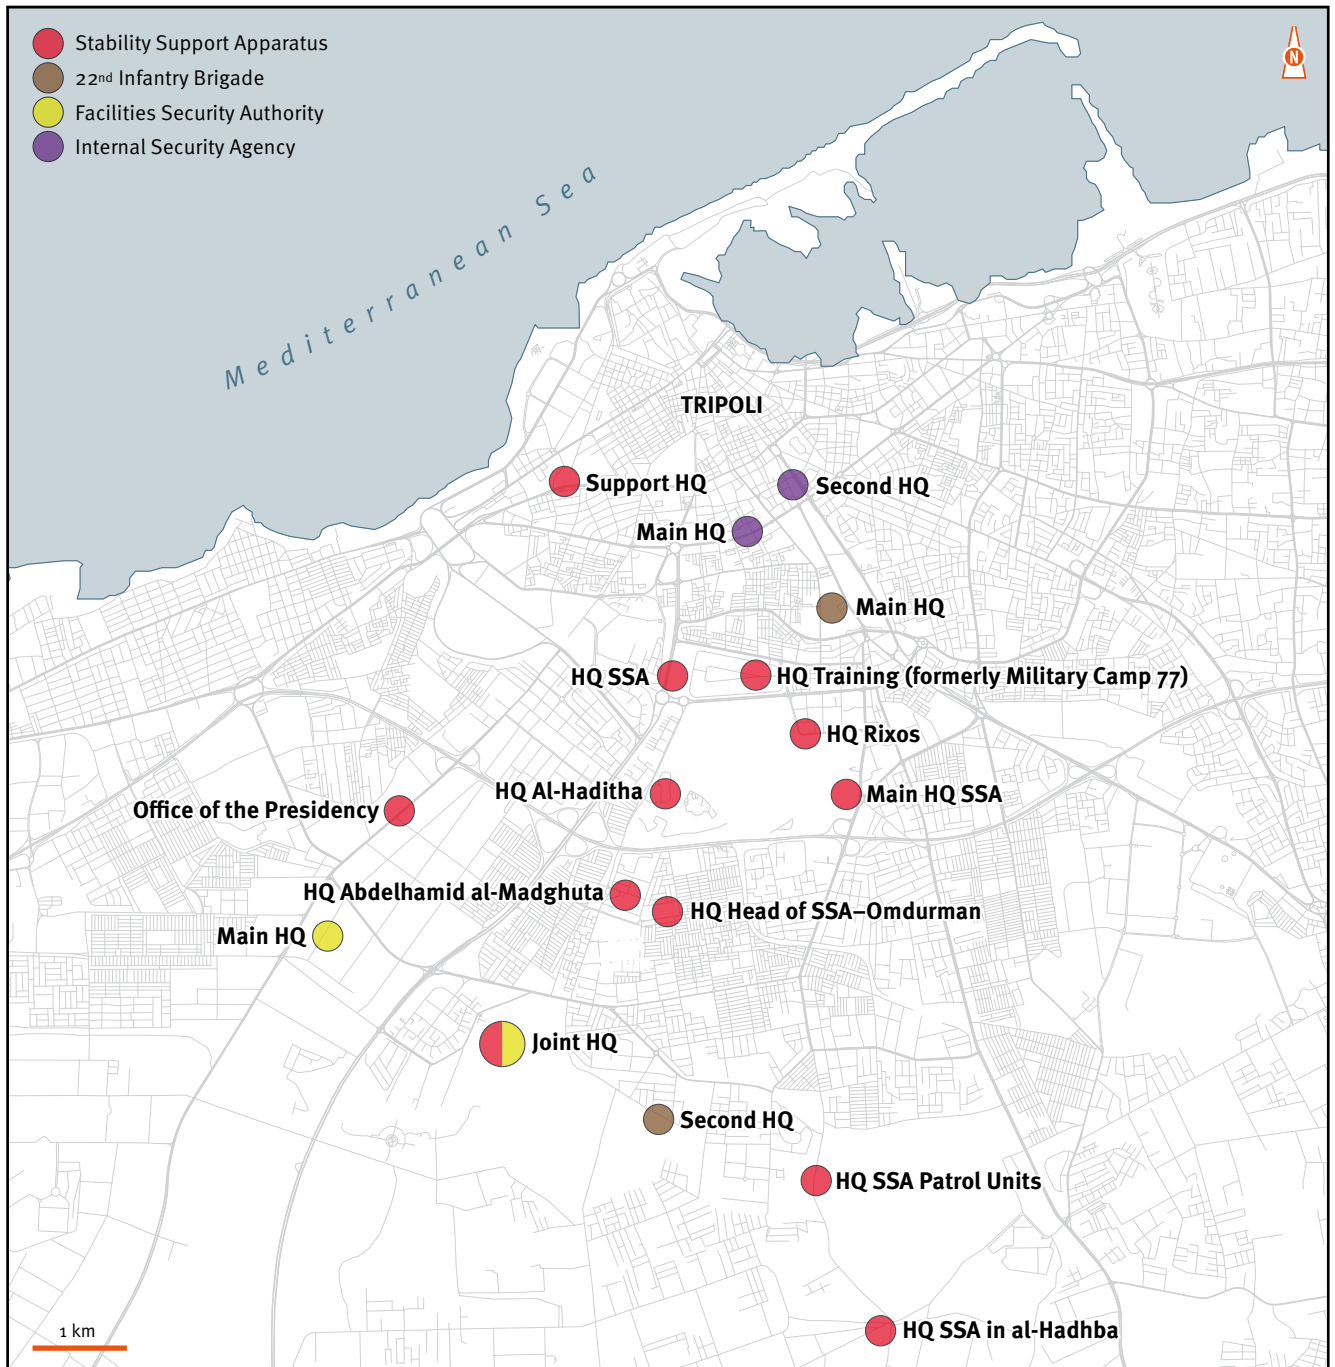 Stability Support Apparatus
22nd Infantry Brigade
Facilities Security Authority
Internal Security Agency
N
Mediterranean Sea
TRIPOLI
Support HQ
Second HQ
Main HQ
Main HQ
HQ SSA
HQ Training (formerly Military Camp 77)
HQ Rixos
HQ Al-Haditha
Main HQ SSA
Office of the Presidency
HQ Abdelhamid al-Madghuta
HQ Head of SSA–Omdurman
Main HQ
Joint HQ
Second HQ
HQ SSA Patrol Units
HQ SSA in al-Hadhba
1 km